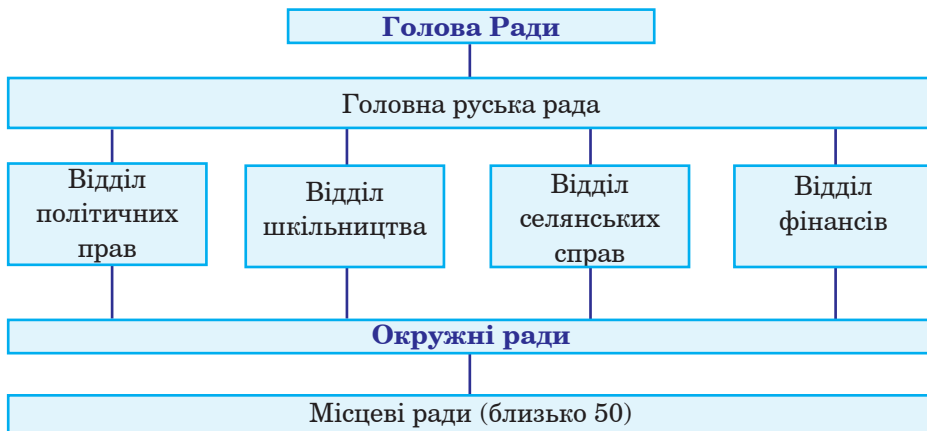 Голова Ради
Головна руська рада
Відділ
політичних
прав
Відділ
шкільництва
Відділ
селянських
справ
Відділ
фінансів
Окружні ради
Місцеві ради (близько 50)